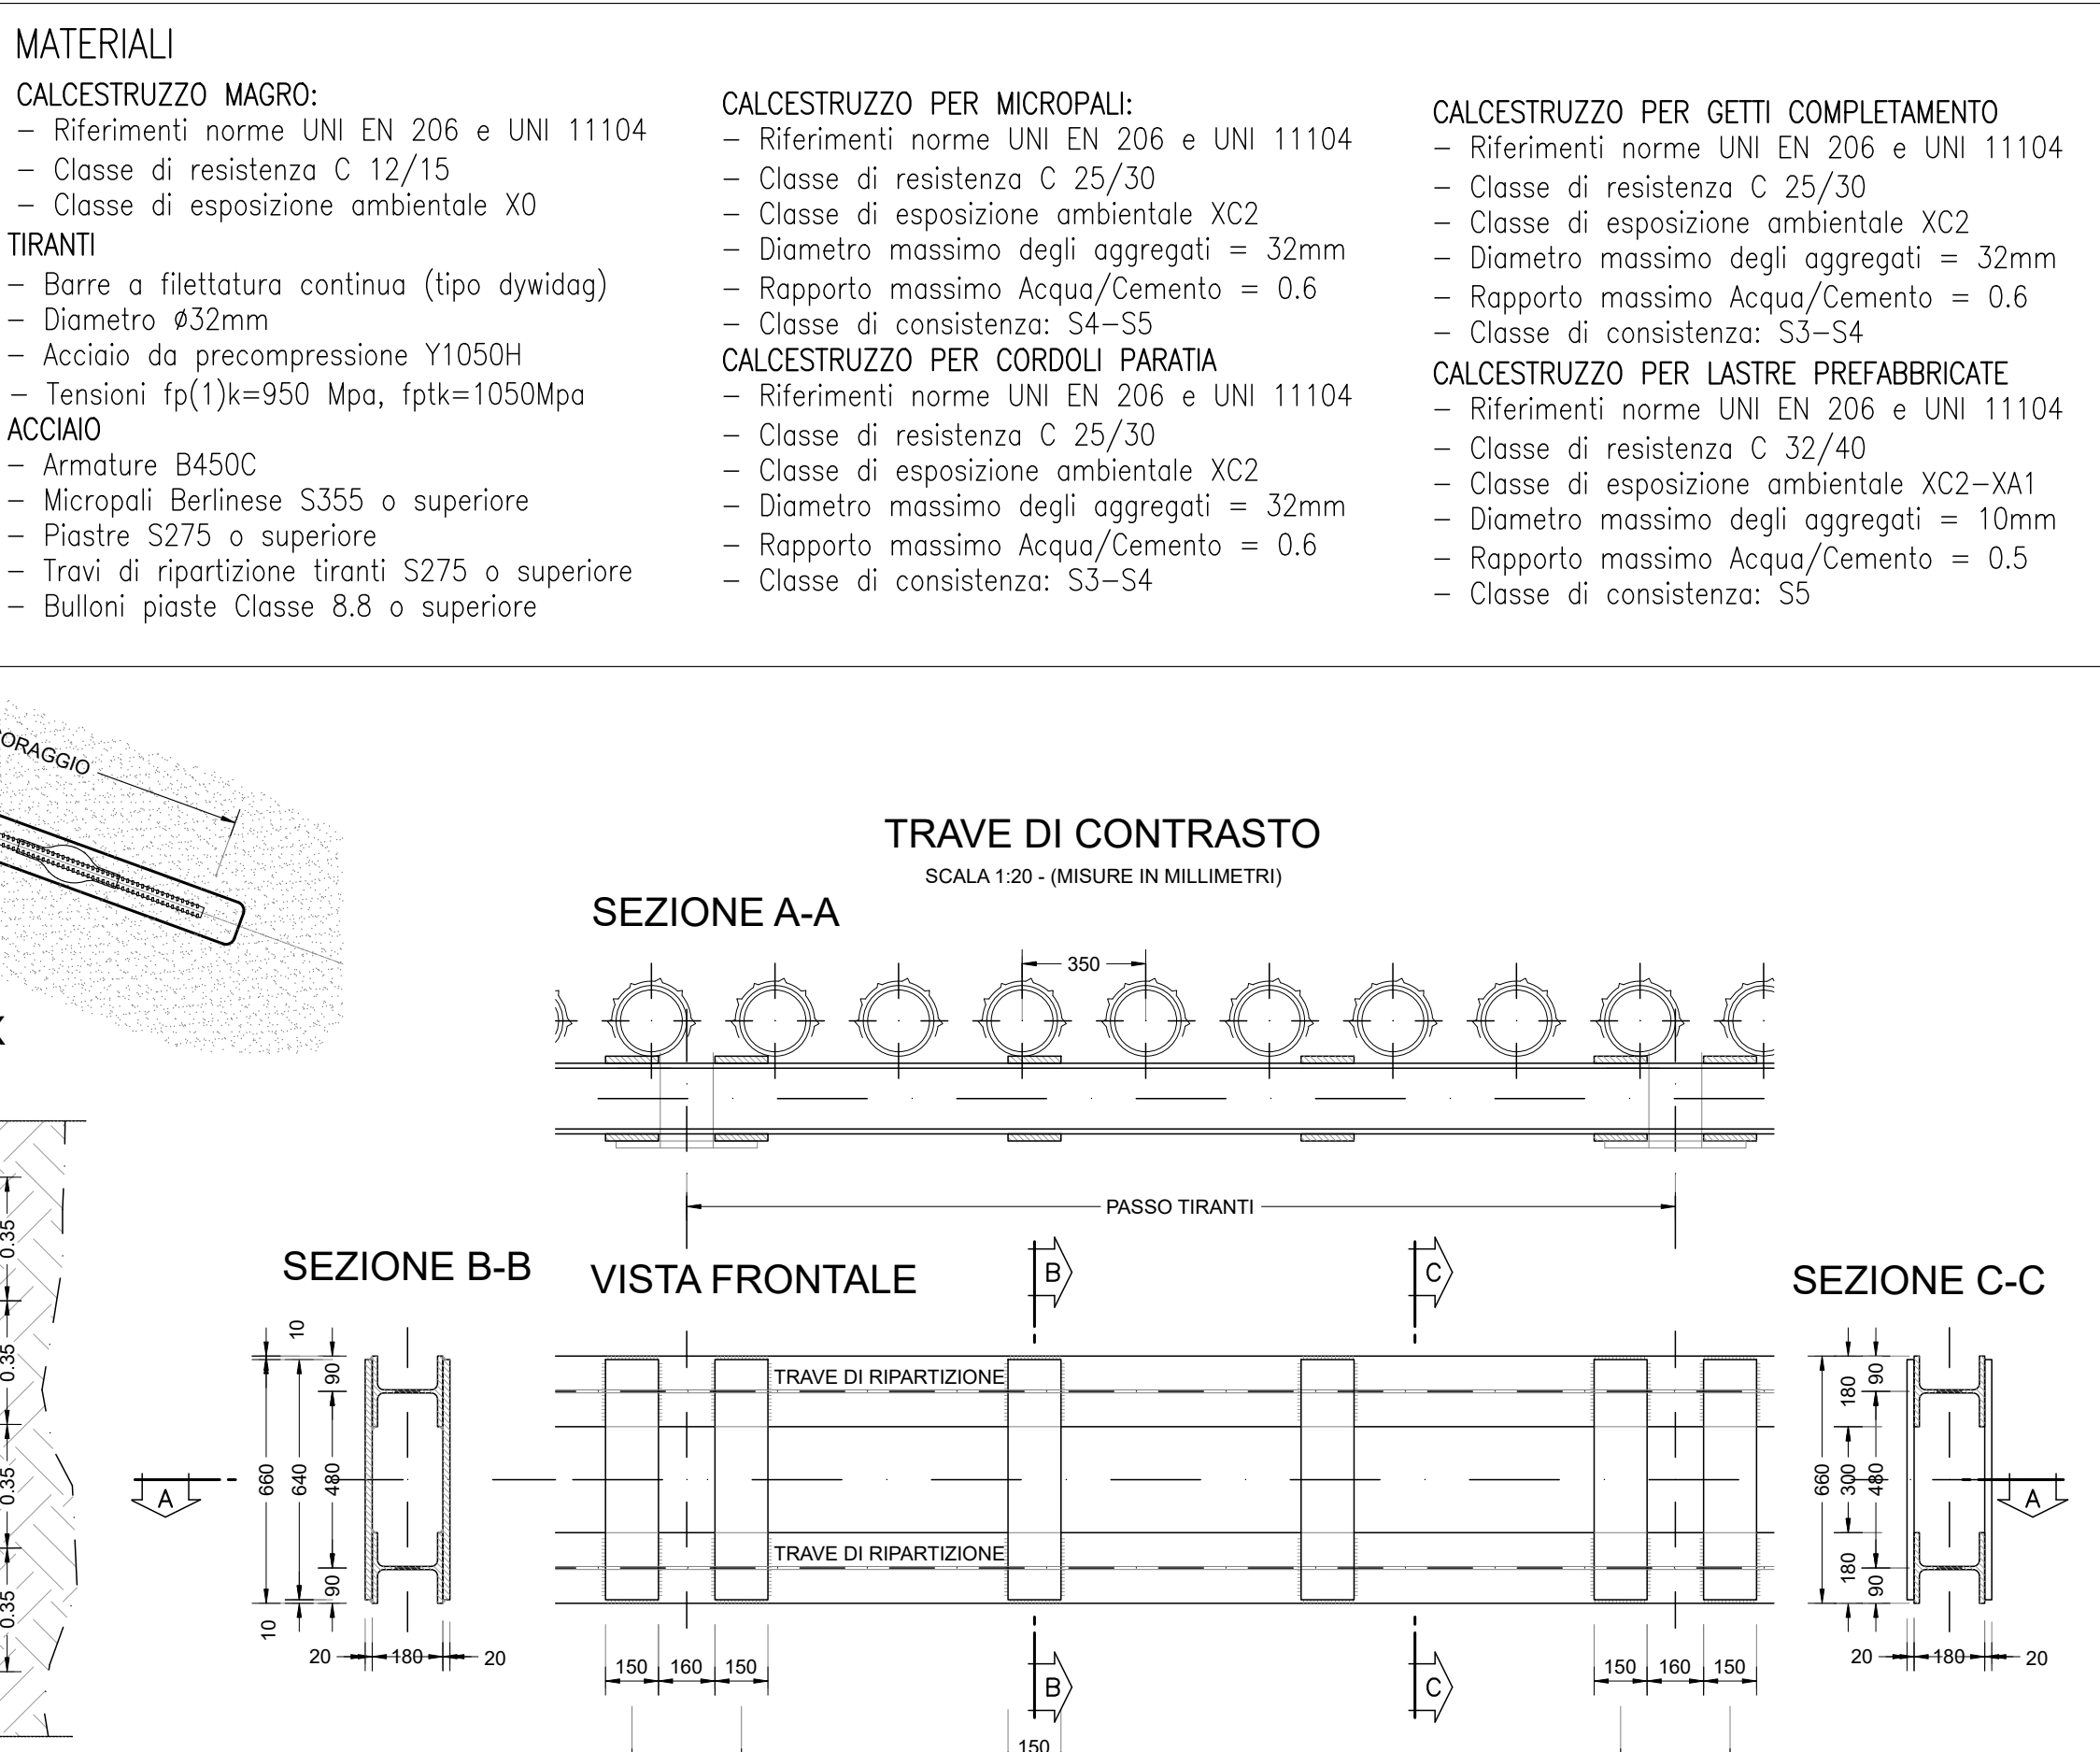 MATERIALI
CALCESTRUZZO MAGRO:
– Riferimenti norme UNI EN 206 e UNI 11104
– Classe di resistenza C 12/15
– Classe di esposizione ambientale X0
TIRANTI
– Barre a filettatura continua (tipo dywidag)
– Diametro ø32mm
– Acciaio da precompressione Y1050H
– Tensioni fp(1)k=950 Mpa, fptk=1050Mpa
ACCIAIO
– Armature B450C
– Micropali Berlinese S355 o superiore
– Piastre S275 o superiore
– Travi di ripartizione tiranti S275 o superiore
– Bulloni piaste Classe 8.8 o superiore
CALCESTRUZZO PER MICROPALI:
– Riferimenti norme UNI EN 206 e UNI 11104
– Classe di resistenza C 25/30
– Classe di esposizione ambientale XC2
– Diametro massimo degli aggregati = 32mm
– Rapporto massimo Acqua/Cemento = 0.6
– Classe di consistenza: S4–S5
CALCESTRUZZO PER CORDOLI PARATIA
– Riferimenti norme UNI EN 206 e UNI 11104
– Classe di resistenza C 25/30
– Classe di esposizione ambientale XC2
– Diametro massimo degli aggregati = 32mm
– Rapporto massimo Acqua/Cemento = 0.6
– Classe di consistenza: S3–S4
CALCESTRUZZO PER GETTI COMPLETAMENTO
– Riferimenti norme UNI EN 206 e UNI 11104
– Classe di resistenza C 25/30
– Classe di esposizione ambientale XC2
– Diametro massimo degli aggregati = 32mm
– Rapporto massimo Acqua/Cemento = 0.6
– Classe di consistenza: S3–S4
CALCESTRUZZO PER LASTRE PREFABBRICATE
– Riferimenti norme UNI EN 206 e UNI 11104
– Classe di resistenza C 32/40
– Classe di esposizione ambientale XC2–XA1
– Diametro massimo degli aggregati = 10mm
– Rapporto massimo Acqua/Cemento = 0.5
– Classe di consistenza: S5
ORAGGIO
TRAVE DI CONTRASTO
SCALA 1:20 - (MISURE IN MILLIMETRI)
SEZIONE A-A
350
PASSO TIRANTI
0.35
0.35
0.35
0.35
SEZIONE B-B
10
90
660
640
480
90
10
20
180
20
A
VISTA FRONTALE
B
C
TRAVE DI RIPARTIZIONE
TRAVE DI RIPARTIZIONE
150 160 150
B
C
150 160 150
150
SEZIONE C-C
90
180
660
300
480
180
90
20
180
20
A